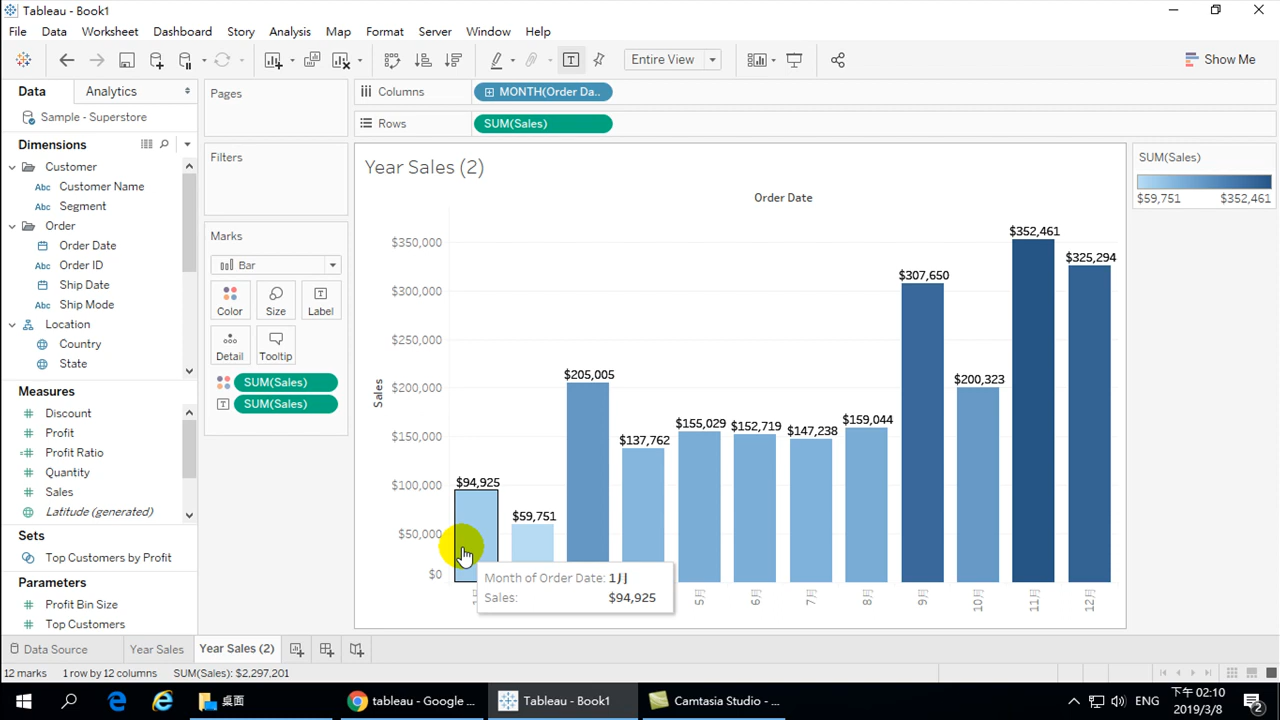 Tableau - Book1
File Data Worksheet Dashboard Story Analysis Map Format Server Window Help
Entire View
Show Me
Data
Analytics
Sample - Superstore
Dimensions
Customer
Abc Customer Name
Abc Segment
Order
Order Date
Abc Order ID
Ship Date
Abc Ship Mode
Location
Country
State
Measures
Discount
Profit
Profit Ratio
Quantity
Sales
Latitude (generated)
Sets
Top Customers by Profit
Parameters
Profit Bin Size
Top Customers
Pages
Filters
Marks
Bar
Color Size Label
Detail Tooltip
SUM(Sales)
SUM(Sales)
Columns
MONTH(Order Da..
Rows
SUM(Sales)
Year Sales (2)
Order Date
Sales
$350,000
$300,000
$250,000
$200,000
$150,000
$100,000
$50,000
$0
$94,925
$59,751
$205,005
$137,762
$155,029
$152,719
$147,238
$159,044
$307,650
$200,323
$352,461
$325,294
5月
6月
7月
8月
9月
10月
11月
12月
Month of Order Date: 1月
Sales: $94,925
SUM(Sales)
$59,751 $352,461
Data Source
Year Sales
Year Sales (2)
12 marks 1 row by 12 columns SUM(Sales): $2,297,201
桌面
tableau - Google ...
Tableau - Book1
Camtasia Studio - ...
ENG
下午 02:10
2019/3/8
2